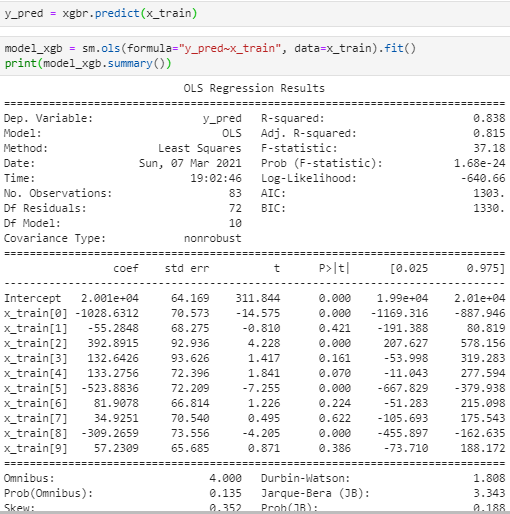 y_pred = xgbr.predict(x_train)
model_xgb = sm.ols(formula="y_pred~x_train", data=x_train).fit()
print(model_xgb.summary())
OLS Regression Results
==============================================================================
Dep. Variable: y_pred R-squared: 0.838
Model: OLS Adj. R-squared: 0.815
Method: Least Squares F-statistic: 37.18
Date: Sun, 07 Mar 2021 Prob (F-statistic): 1.68e-24
Time: 19:02:46 Log-Likelihood: -640.66
No. Observations: 83 AIC: 1303.
Df Residuals: 72 BIC: 1330.
Df Model: 10
Covariance Type: nonrobust
==============================================================================
coef std err t P>|t| [0.025 0.975]
------------------------------------------------------------------------------
Intercept 2.001e+04 64.169 311.844 0.000 1.99e+04 2.01e+04
x_train[0] -1028.6312 70.573 -14.575 0.000 -1169.316 -887.946
x_train[1] -55.2848 68.275 -0.810 0.421 -191.388 80.819
x_train[2] 392.8915 92.936 4.228 0.000 207.627 578.156
x_train[3] 132.6426 93.626 1.417 0.161 -53.998 319.283
x_train[4] 133.2756 72.396 1.841 0.070 -11.043 277.594
x_train[5] -523.8836 72.209 -7.255 0.000 -667.829 -379.938
x_train[6] 81.9078 66.814 1.226 0.224 -51.283 215.098
x_train[7] 34.9251 70.540 0.495 0.622 -105.693 175.543
x_train[8] -309.2659 73.556 -4.205 0.000 -455.897 -162.635
x_train[9] 57.2309 65.685 0.871 0.386 -73.710 188.172
==============================================================================
Omnibus: 4.000 Durbin-Watson: 1.808
Prob(Omnibus): 0.135 Jarque-Bera (JB): 3.343
Skew: 0.352 Prob(JB): 0.188